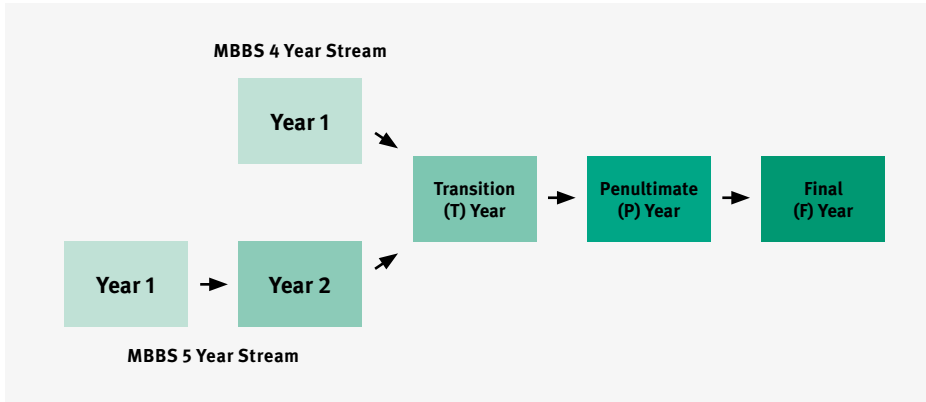 MBBS 4 Year Stream
Year 1
Transition
(T) Year
Penultimate
(P) Year
Final
(F) Year
Year 1
Year 2
MBBS 5 Year Stream